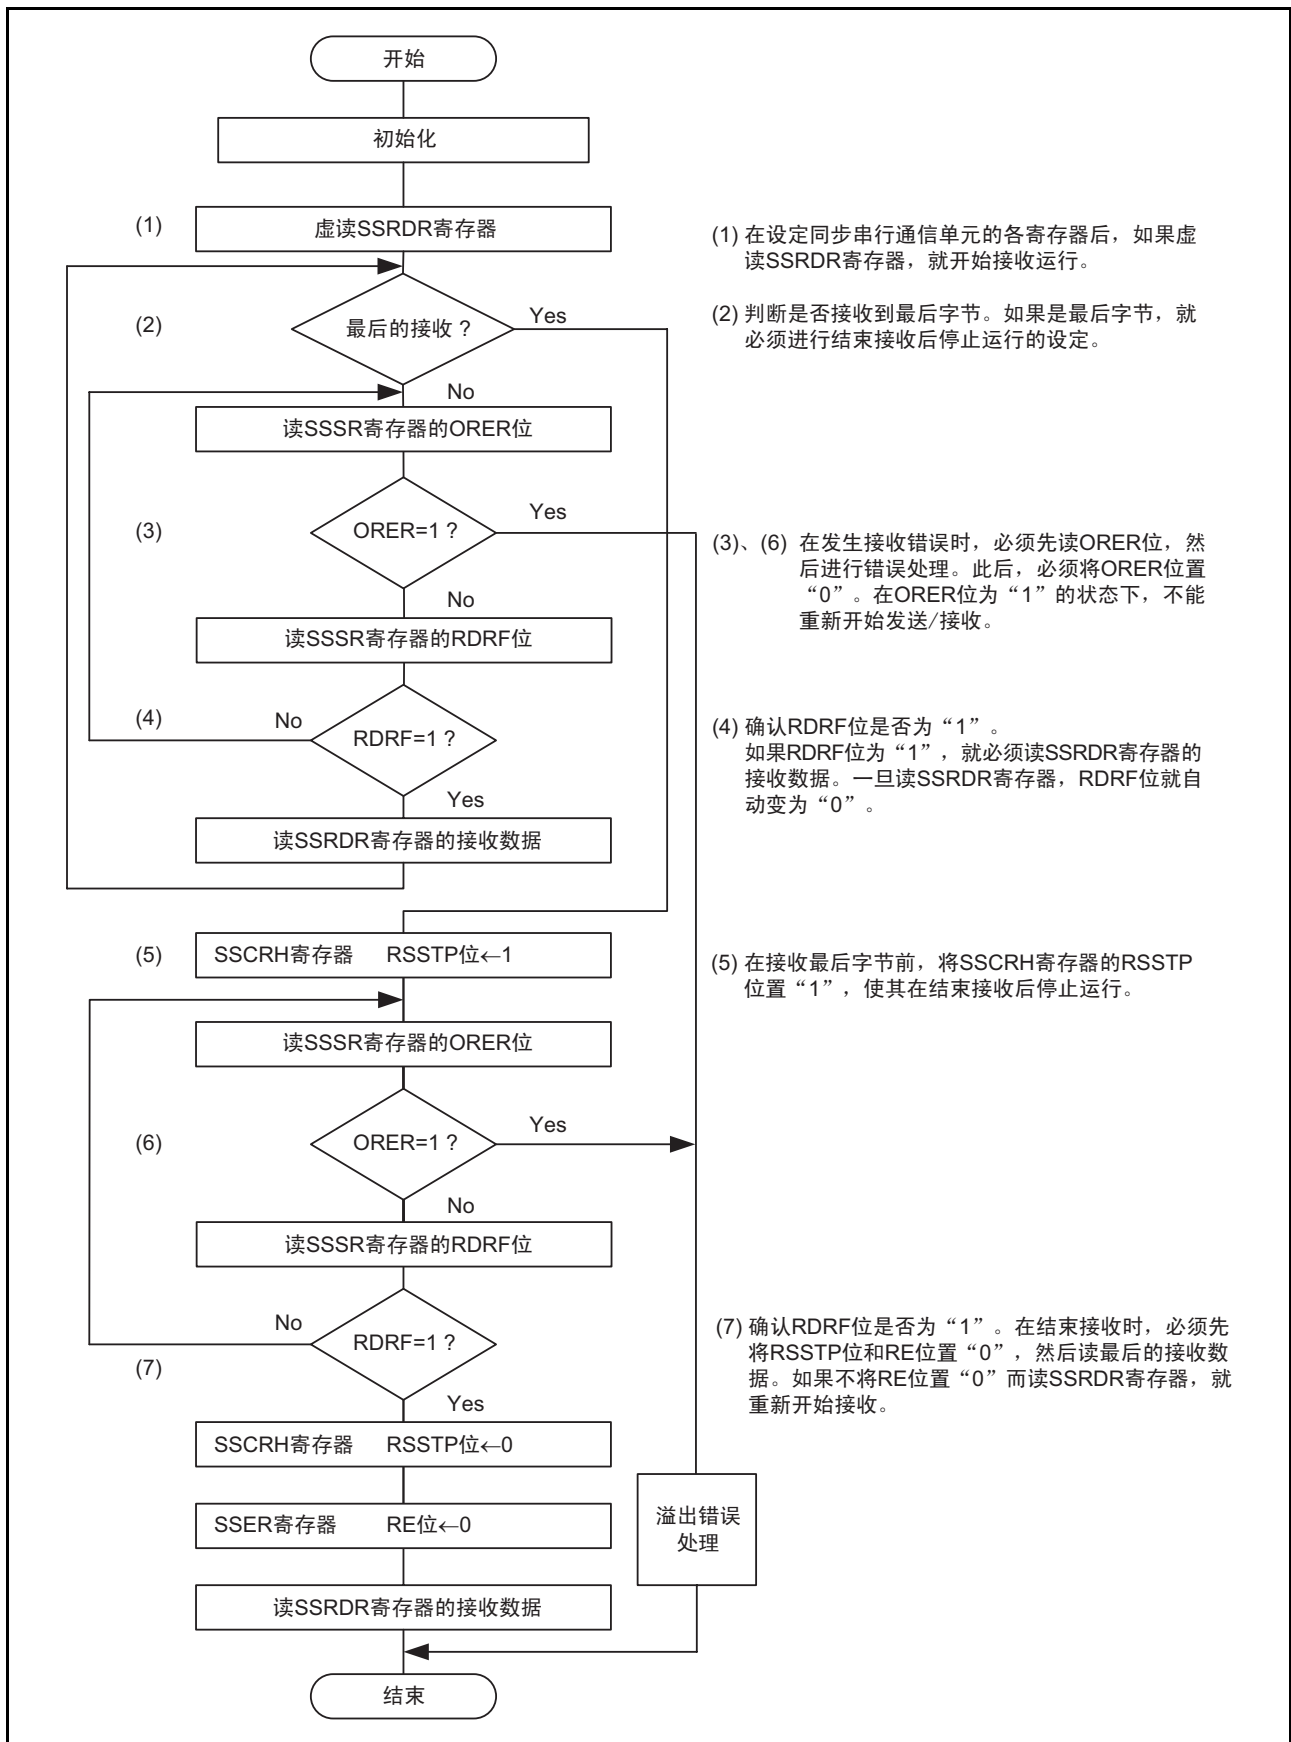 开始
初始化
(1)
虚读SSRDR寄存器
(2)
最后的接收？
Yes
No
读SSSR寄存器的ORER位
(3)
ORER=1？
Yes
No
读SSSR寄存器的RDRF位
(4)
No
RDRF=1？
Yes
读SSRDR寄存器的接收数据
(5)
SSCRH寄存器 RSSTP位←1
读SSSR寄存器的ORER位
(6)
ORER=1？
Yes
No
读SSSR寄存器的RDRF位
No
RDRF=1？
(7)
Yes
SSCRH寄存器 RSSTP位←0
SSER寄存器 RE位←0
读SSRDR寄存器的接收数据
溢出错误
处理
结束
(1) 在设定同步串行通信单元的各寄存器后，如果虚
读SSRDR寄存器，就开始接收运行。
(2) 判断是否接收到最后字节。如果是最后字节，就
必须进行结束接收后停止运行的设定。
(3)、(6) 在发生接收错误时，必须先读ORER位，然
后进行错误处理。此后，必须将ORER位置
“0”。在ORER位为“1”的状态下，不能
重新开始发送/接收。
(4) 确认RDRF位是否为“1”。
如果RDRF位为“1”，就必须读SSRDR寄存器的
接收数据。一旦读SSRDR寄存器，RDRF位就自
动变为“0”。
(5) 在接收最后字节前，将SSCRH寄存器的RSSTP
位置“1”，使其在结束接收后停止运行。
(7) 确认RDRF位是否为“1”。在结束接收时，必须先
将RSSTP位和RE位置“0”，然后读最后的接收数
据。如果不将RE位置“0”而读SSRDR寄存器，就
重新开始接收。